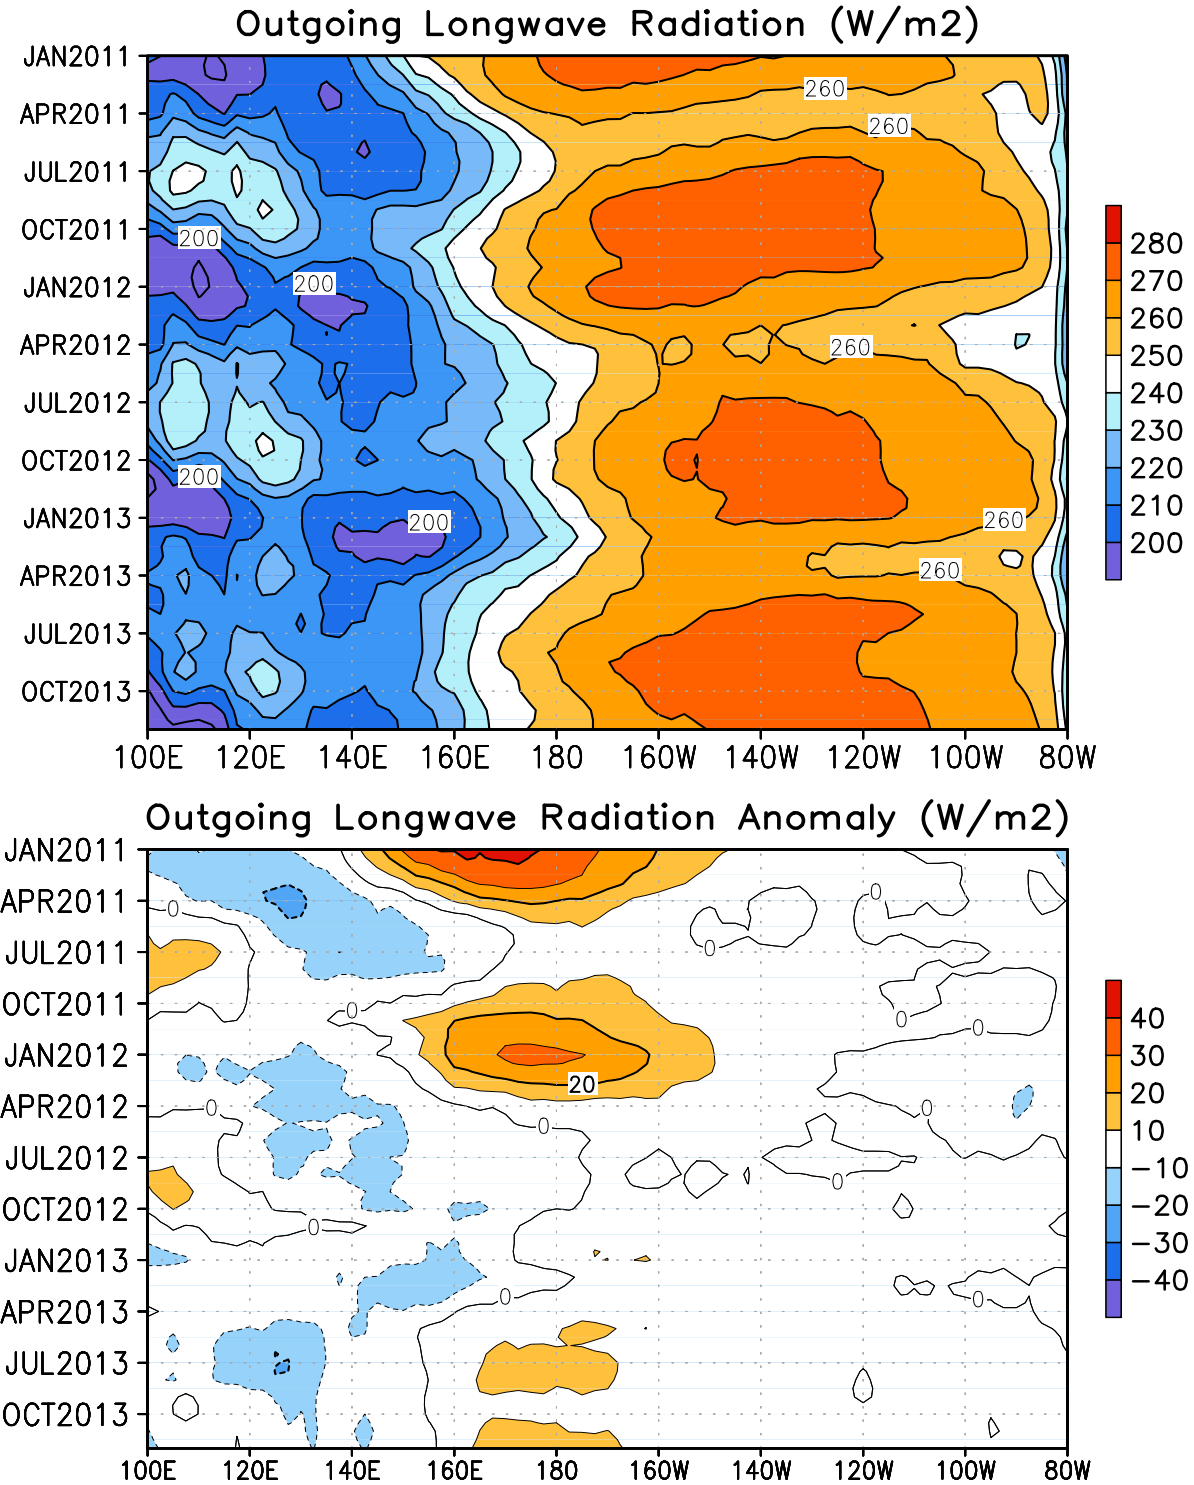 Outgoing Longwave Radiation (W/m2)
JAN2011
APR2011
JUL2011
OCT2011
JAN2012
APR2012
JUL2012
OCT2012
JAN2013
APR2013
JUL2013
OCT2013
260
260
200
200
260
200
200
260
260
100E 120E 140E 160E 180 160W 140W 120W 100W 80W
280
270
260
250
240
230
220
210
200
Outgoing Longwave Radiation Anomaly (W/m2)
JAN2011
APR2011
JUL2011
OCT2011
JAN2012
APR2012
JUL2012
OCT2012
JAN2013
APR2013
JUL2013
OCT2013
0
0
0
0
0
0
20
0
0
0
0
0
0
0
100E 120E 140E 160E 180 160W 140W 120W 100W 80W
40
30
20
10
-10
-20
-30
-40